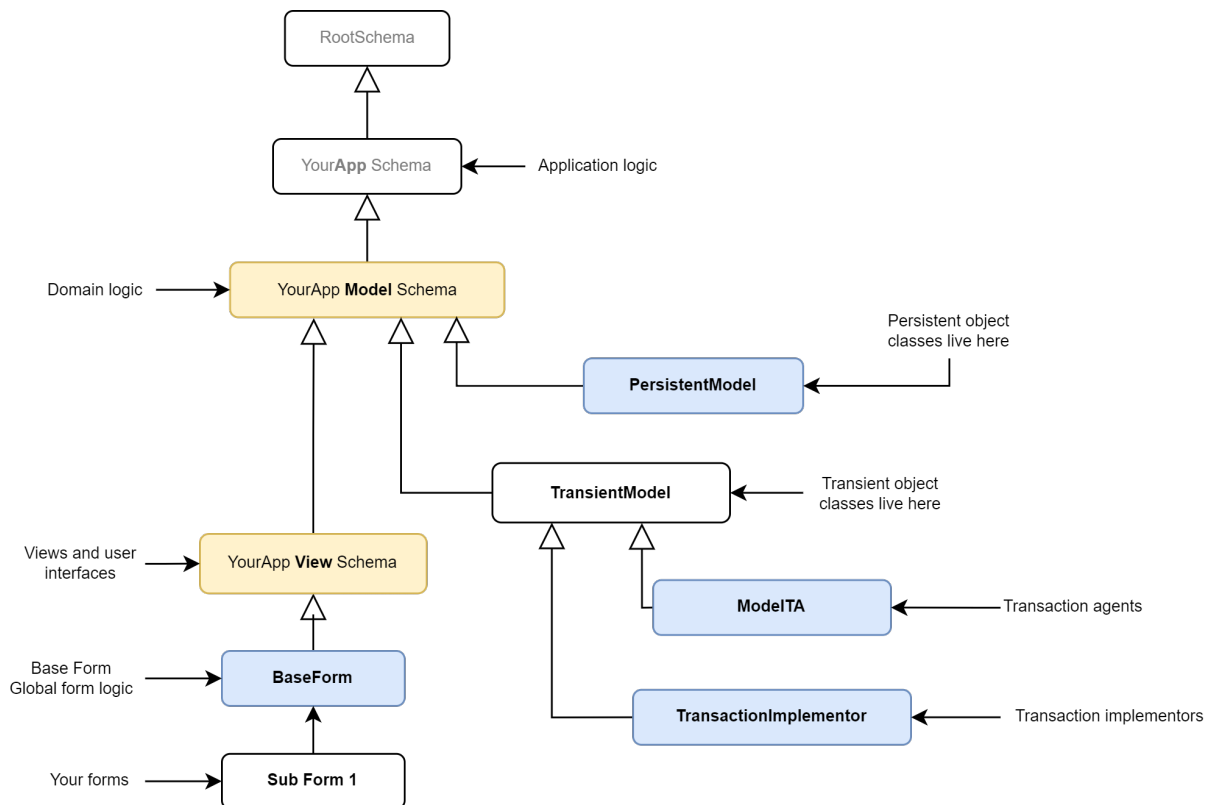 RootSchema
YourApp Schema
Application logic
YourApp Model Schema
Domain logic
Persistent object
classes live here
PersistentModel
TransientModel
Transient object
classes live here
Views and user
interfaces
YourApp View Schema
ModelTA
Transaction agents
Base Form
Global form logic
BaseForm
TransactionImplementor
Transaction implementors
Your forms
Sub Form 1